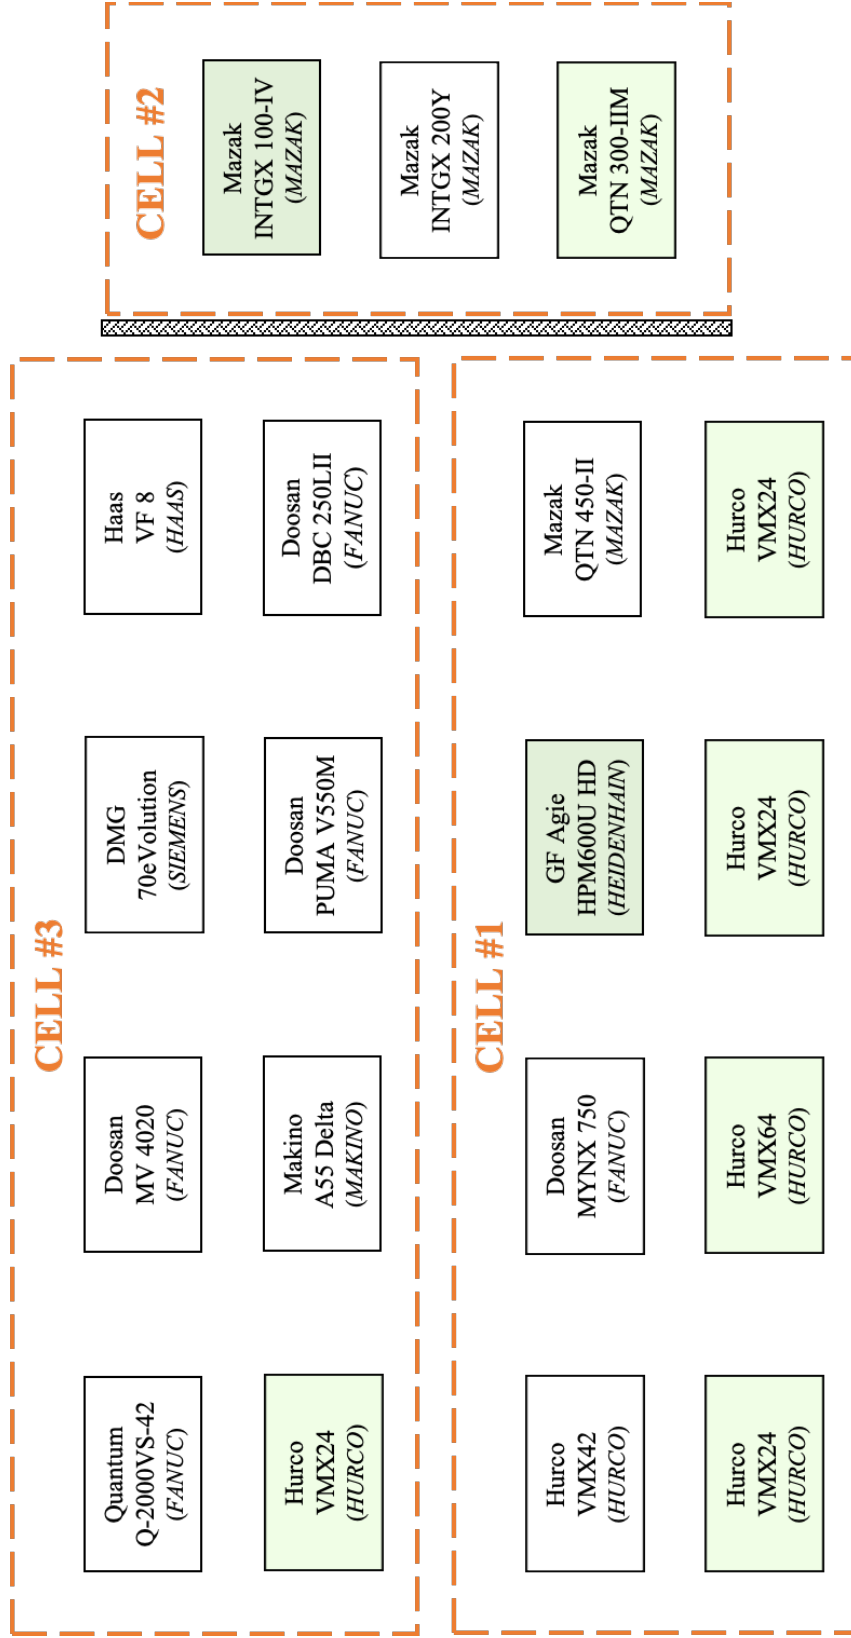 CELL #3
Quantum
Q-2000VS-42
(FANUC)
Doosan
MV 4020
(FANUC)
DMG
70eVolution
(SIEMENS)
Haas
VF 8
(HAAS)
Hurco
VMX24
(HURCO)
Makino
A55 Delta
(MAKINO)
Doosan
PUMA V550M
(FANUC)
Doosan
DBC 250LII
(FANUC)
CELL #1
Hurco
VMX42
(HURCO)
Doosan
MYNX 750
(FANUC)
GF Agie
HPM600U HD
(HEIDENHAIN)
Mazak
QTN 450-II
(MAZAK)
Hurco
VMX24
(HURCO)
Hurco
VMX64
(HURCO)
Hurco
VMX24
(HURCO)
Hurco
VMX24
(HURCO)
CELL #2
Mazak
INTGX 100-IV
(MAZAK)
Mazak
INTGX 200Y
(MAZAK)
Mazak
QTN 300-IIM
(MAZAK)